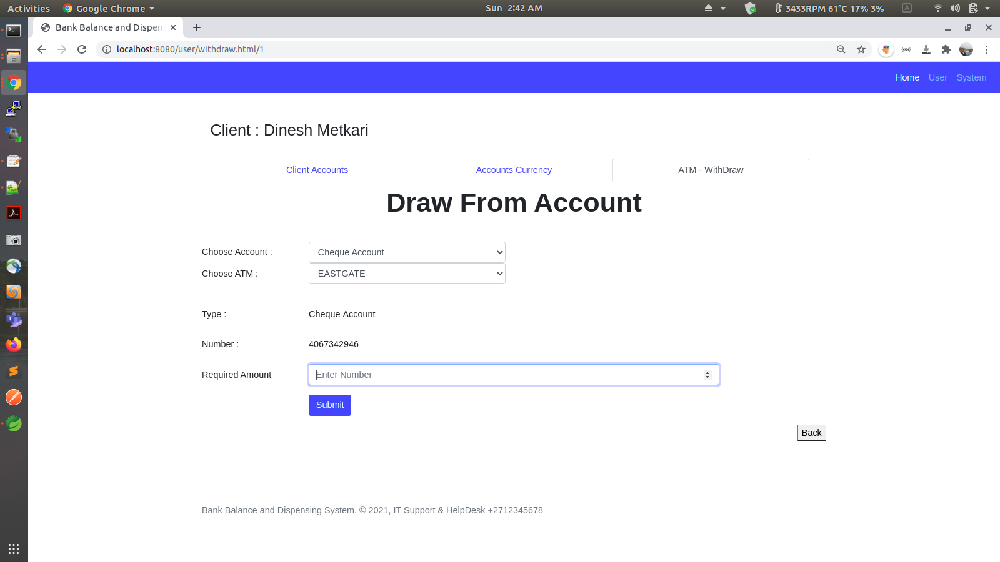 Activities Google Chrome Sun 2:42 AM 3433RPM 61°C 17% 3% A
Bank Balance and Dispen
localhost:8080/user/withdraw.html/1
Home User System
Client : Dinesh Metkari
Client Accounts Accounts Currency ATM - WithDraw
Draw From Account
Choose Account : Cheque Account
Choose ATM : EASTGATE
Type : Cheque Account
Number : 4067342946
Required Amount Enter Number
Submit
Back
Bank Balance and Dispensing System. © 2021, IT Support & HelpDesk +2712345678